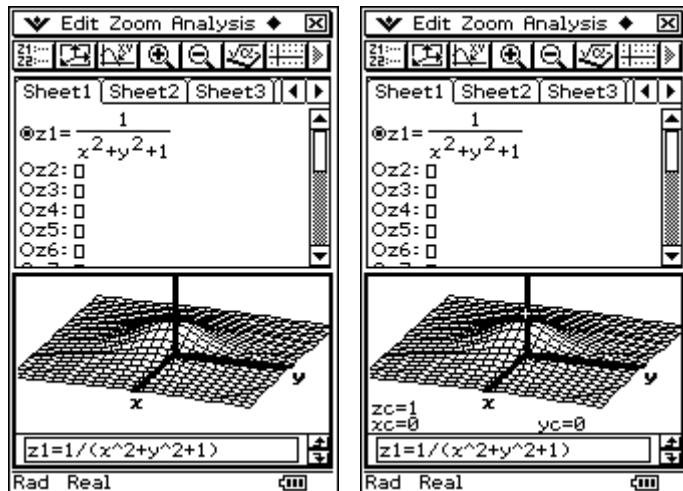 Edit Zoom Analysis ◆
Sheet1 Sheet2 Sheet3
z1=1/(x²+y²+1)
z2:
z3:
z4:
z5:
z6:
x
y
z1=1/(x^2+y^2+1)
Rad Real
Edit Zoom Analysis ◆
Sheet1 Sheet2 Sheet3
z1=1/(x²+y²+1)
z2:
z3:
z4:
z5:
z6:
x
y
zc=1
xc=0 yc=0
z1=1/(x^2+y^2+1)
Rad Real